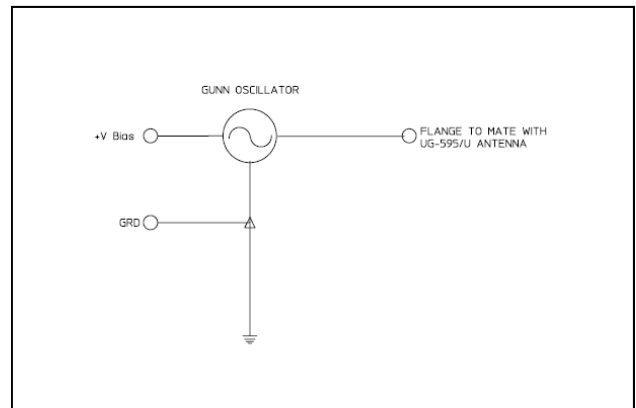 GUNN OSCILLATOR
+V Bias
FLANGE TO MATE WITH
UG-595/U ANTENNA
GRD